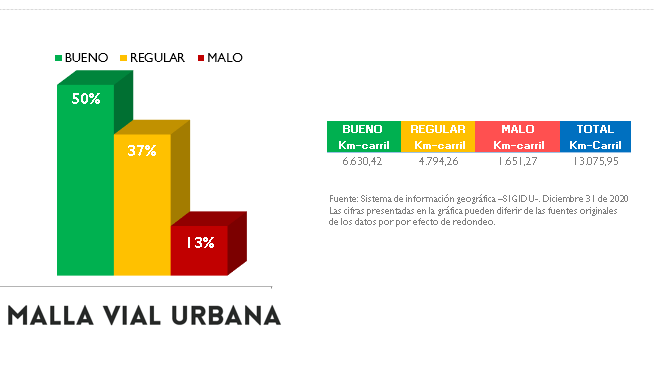 BUENO REGULAR MALO
50%
37%
13%
BUENO REGULAR MALO TOTAL
Km-carril Km-carril Km-carril Km-Carril
6.630,42 4.794,26 1.651,27 13.075,95
Fuente: Sistema de información geográfica –SIGIDU-. Diciembre 31 de 2020
Las cifras presentadas en la gráfica pueden diferir de las fuentes originales
de los datos por por efecto de redondeo.
MALLA VIAL URBANA